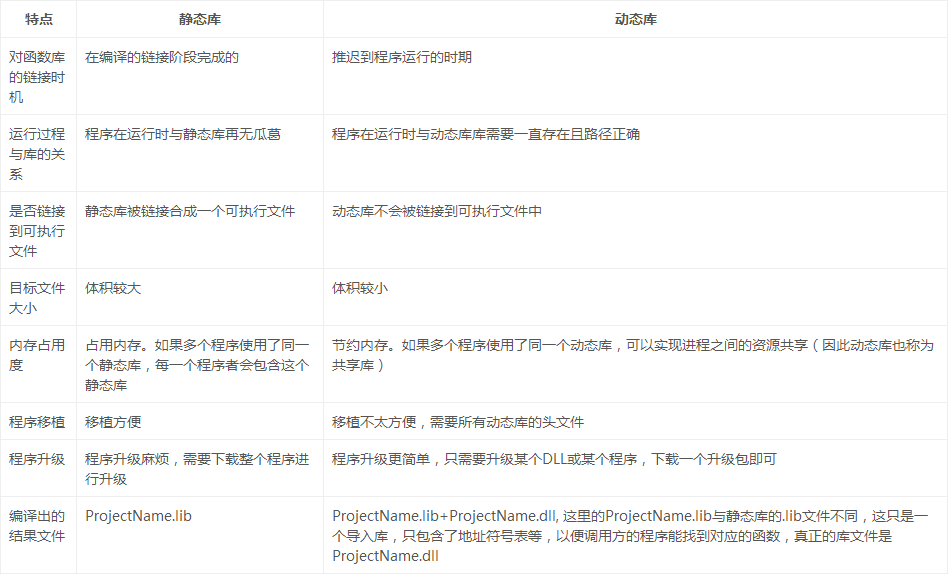 特点
静态库
动态库
对函数库
的链接时
机
在编译的链接阶段完成的
推迟到程序运行的时期
运行过程
与库的关
系
程序在运行时与静态库再无瓜葛
程序在运行时与动态库库需要一直存在且路径正确
是否链接
到可执行
文件
静态库被链接合成一个可执行文件
动态库不会被链接到可执行文件中
目标文件
大小
体积较大
体积较小
内存占用
度
占用内存。如果多个程序使用了同一
个静态库，每一个程序者会包含这个
静态库
节约内存。如果多个程序使用了同一个动态库，可以实现进程之间的资源共享（因此动态库也称为
共享库）
程序移植
移植方便
移植不太方便，需要所有动态库的头文件
程序升级
程序升级麻烦，需要下载整个程序进
行升级
程序升级更简单，只需要升级某个DLL或某个程序，下载一个升级包即可
编译出的
结果文件
ProjectName.lib
ProjectName.lib+ProjectName.dll, 这里的ProjectName.lib与静态库的.lib文件不同，这只是一
个导入库，只包含了地址符号表等，以便调用方的程序能找到对应的函数，真正的库文件是
ProjectName.dll